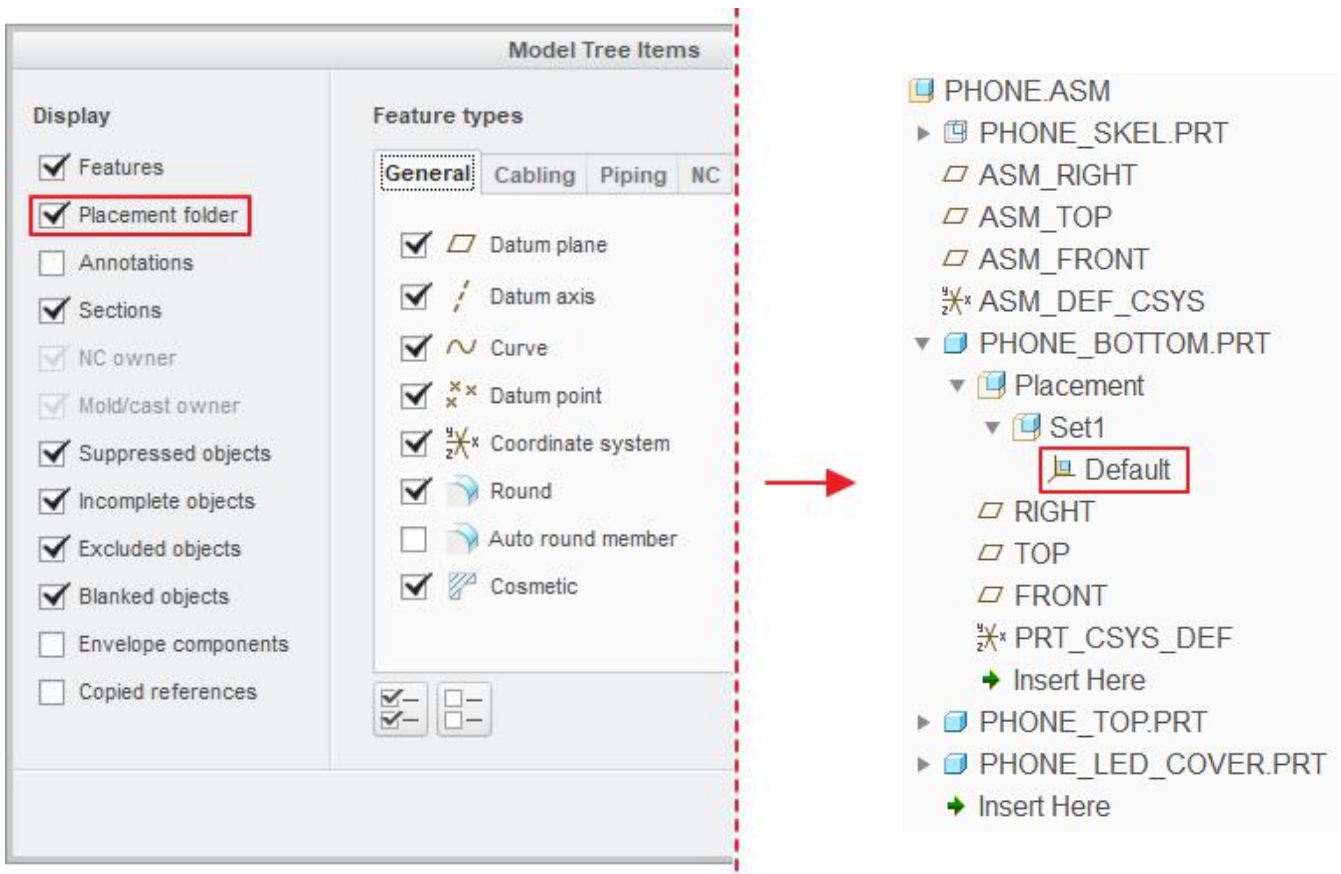 Model Tree Items
Display
Features
Placement folder
Annotations
Sections
NC owner
Mold/cast owner
Suppressed objects
Incomplete objects
Excluded objects
Blanked objects
Envelope components
Copied references
Feature types
General Cabling Piping NC
Datum plane
Datum axis
Curve
Datum point
Coordinate system
Round
Auto round member
Cosmetic
PHONE.ASM
PHONE_SKEL.PRT
ASM_RIGHT
ASM_TOP
ASM_FRONT
ASM_DEF_CSYS
PHONE_BOTTOM.PRT
Placement
Set1
Default
RIGHT
TOP
FRONT
PRT_CSYS_DEF
Insert Here
PHONE_TOP.PRT
PHONE_LED_COVER.PRT
Insert Here